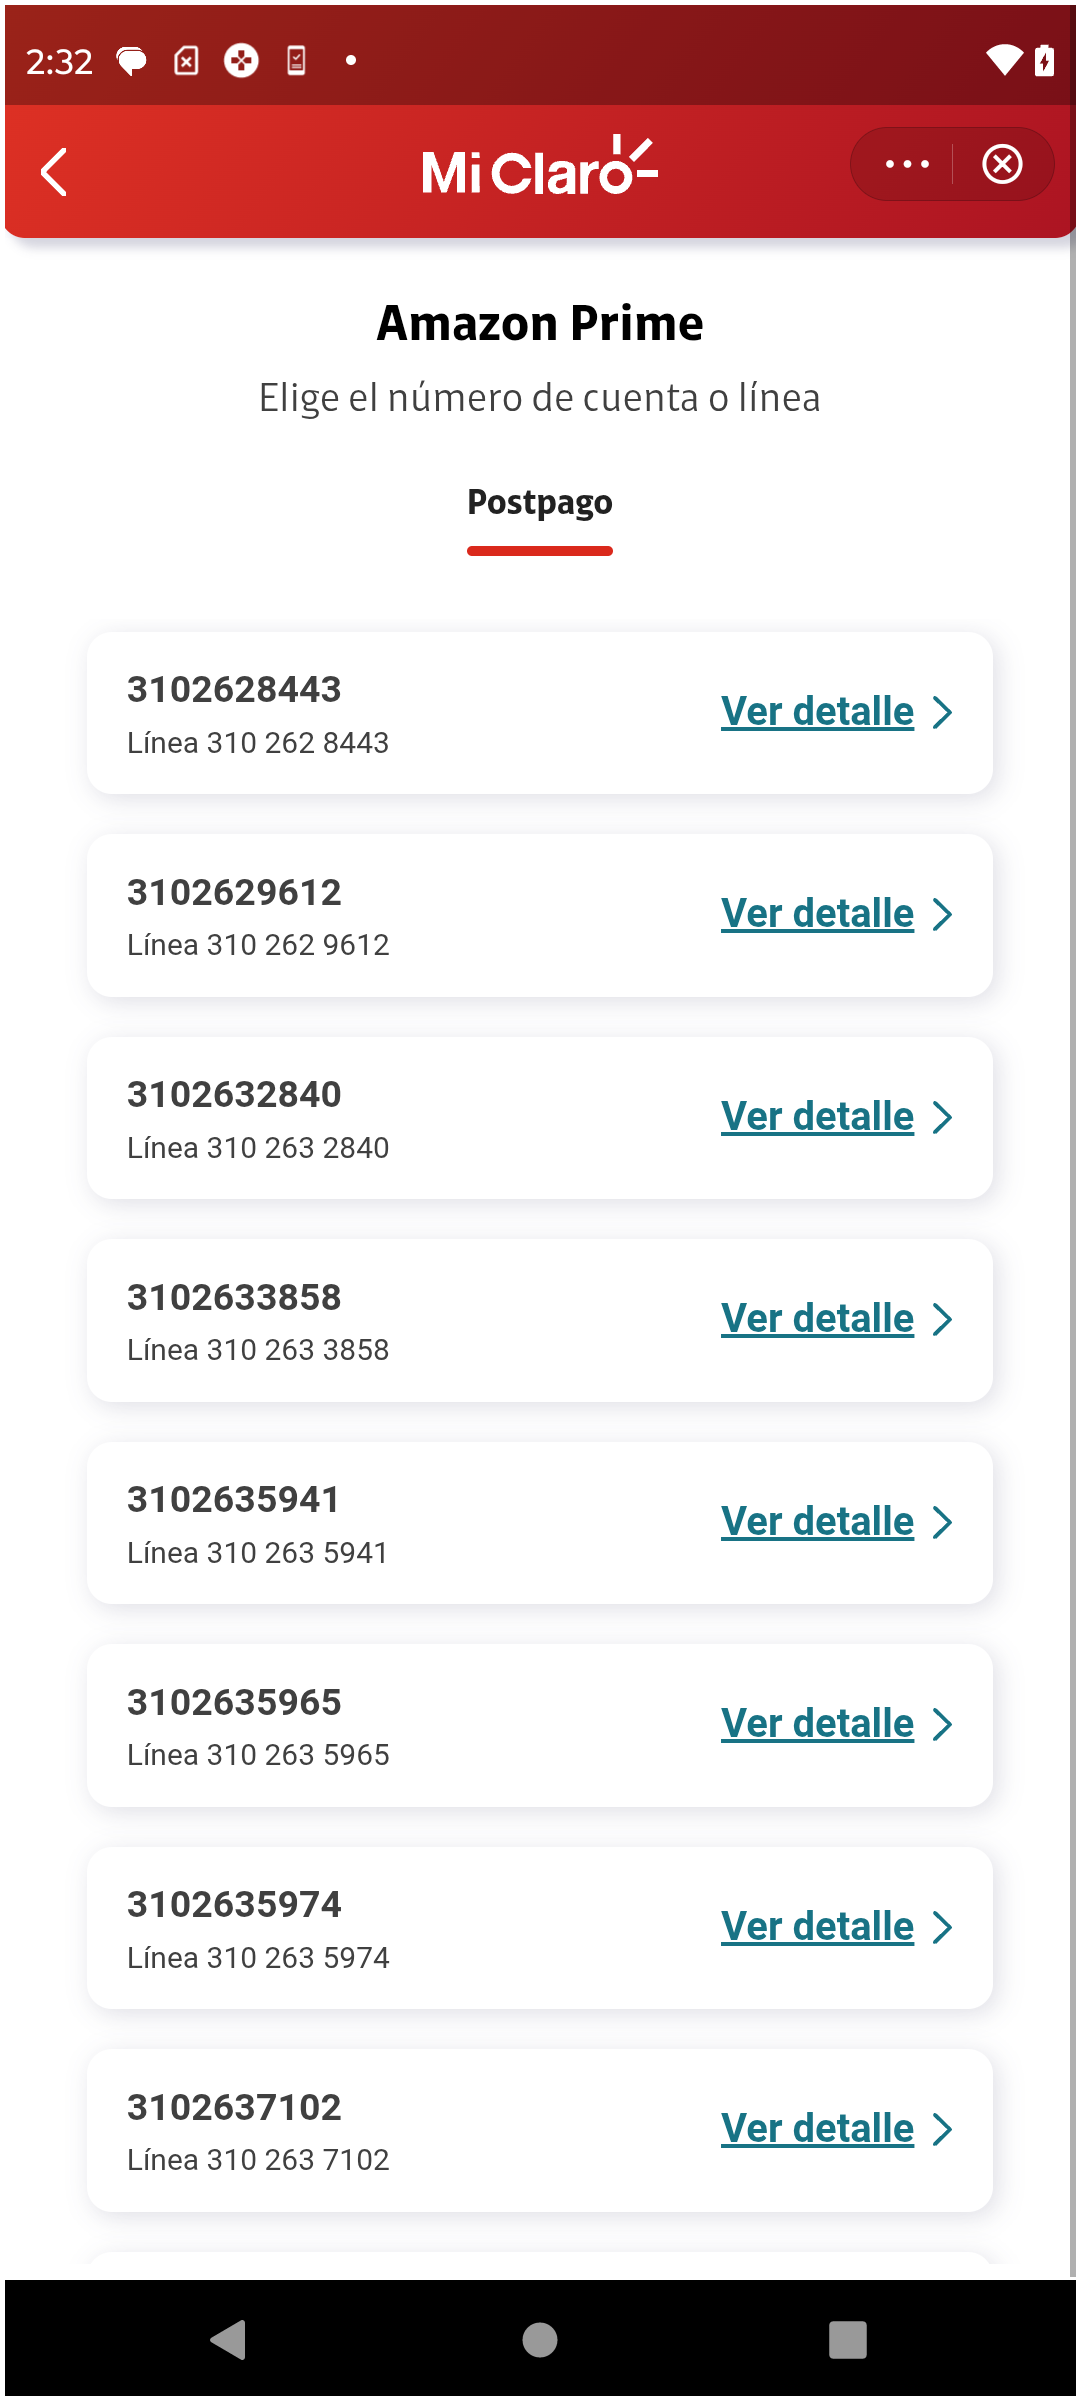 2:32
Mi Claro
Amazon Prime
Elige el número de cuenta o línea
Postpago
3102628443
Línea 310 262 8443
Ver detalle
3102629612
Línea 310 262 9612
Ver detalle
3102632840
Línea 310 263 2840
Ver detalle
3102633858
Línea 310 263 3858
Ver detalle
3102635941
Línea 310 263 5941
Ver detalle
3102635965
Línea 310 263 5965
Ver detalle
3102635974
Línea 310 263 5974
Ver detalle
3102637102
Línea 310 263 7102
Ver detalle